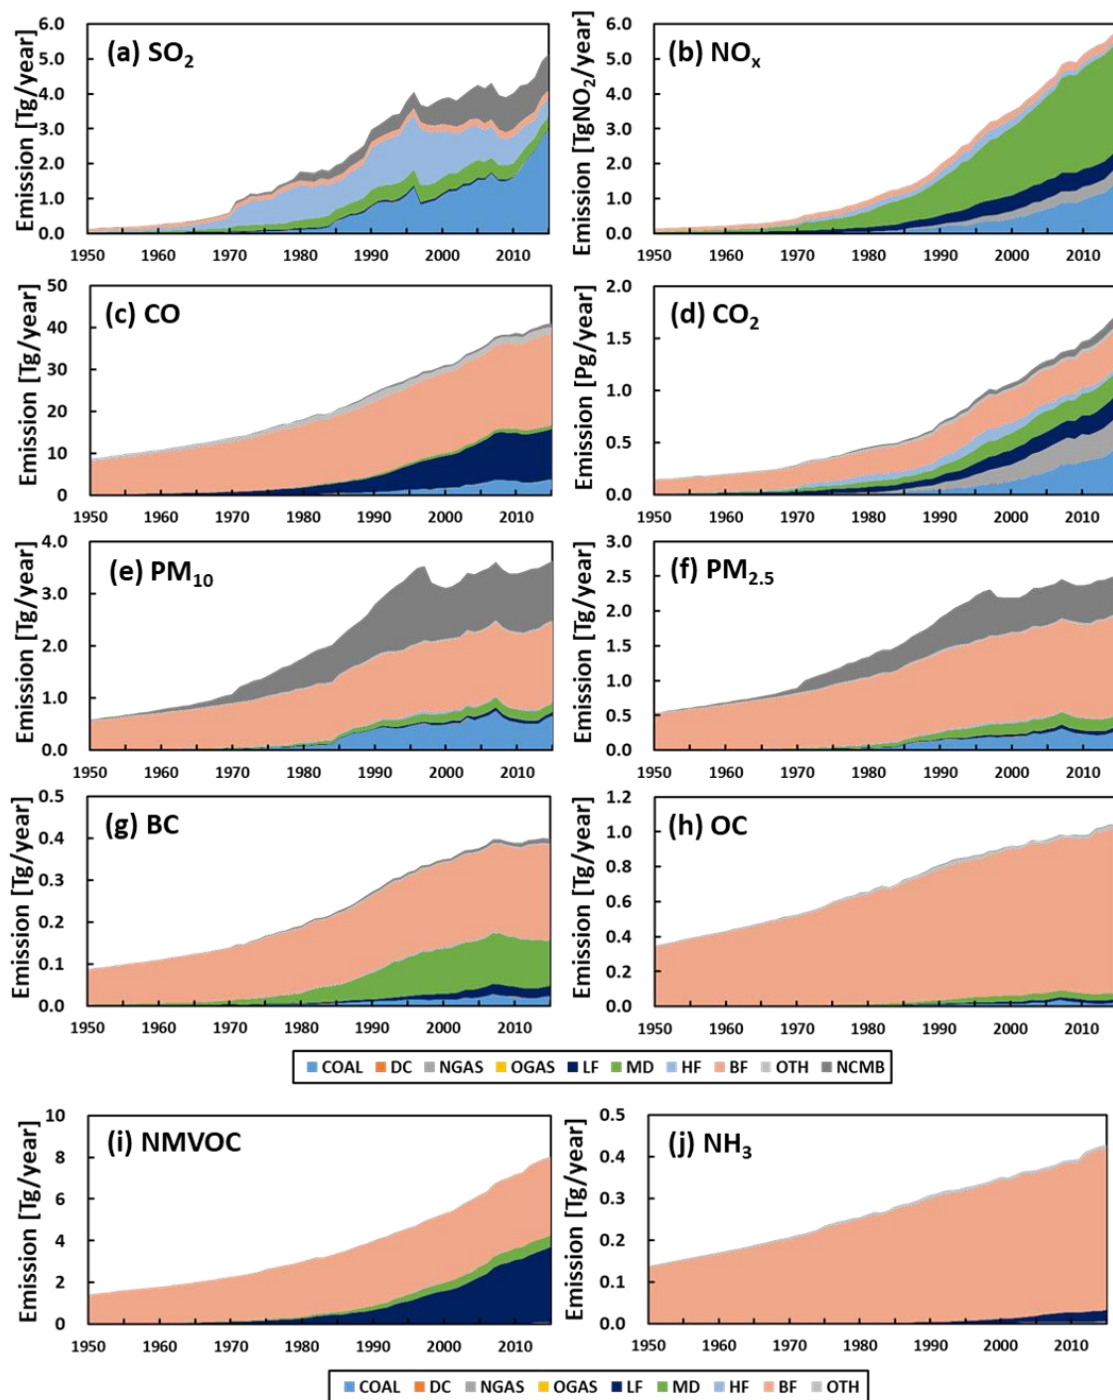 (a) SO2
Emission [Tg/year]
6.0
5.0
4.0
3.0
2.0
1.0
0.0
1950 1960 1970 1980 1990 2000 2010
(b) NOx
Emission [TgNO2/year]
6.0
5.0
4.0
3.0
2.0
1.0
0.0
1950 1960 1970 1980 1990 2000 2010
(c) CO
Emission [Tg/year]
50
40
30
20
10
0
1950 1960 1970 1980 1990 2000 2010
(d) CO2
Emission [Pg/year]
2.0
1.5
1.0
0.5
0.0
1950 1960 1970 1980 1990 2000 2010
(e) PM10
Emission [Tg/year]
4.0
3.0
2.0
1.0
0.0
1950 1960 1970 1980 1990 2000 2010
(f) PM2.5
Emission [Tg/year]
3.0
2.5
2.0
1.5
1.0
0.5
0.0
1950 1960 1970 1980 1990 2000 2010
(g) BC
Emission [Tg/year]
0.5
0.4
0.3
0.2
0.1
0.0
1950 1960 1970 1980 1990 2000 2010
(h) OC
Emission [Tg/year]
1.2
1.0
0.8
0.6
0.4
0.2
0.0
1950 1960 1970 1980 1990 2000 2010
COAL DC NGAS OGAS LF MD HF BF OTH NCMB
(i) NMVOC
Emission [Tg/year]
10
8
6
4
2
0
1950 1960 1970 1980 1990 2000 2010
(j) NH3
Emission [Tg/year]
0.5
0.4
0.3
0.2
0.1
0.0
1950 1960 1970 1980 1990 2000 2010
COAL DC NGAS OGAS LF MD HF BF OTH